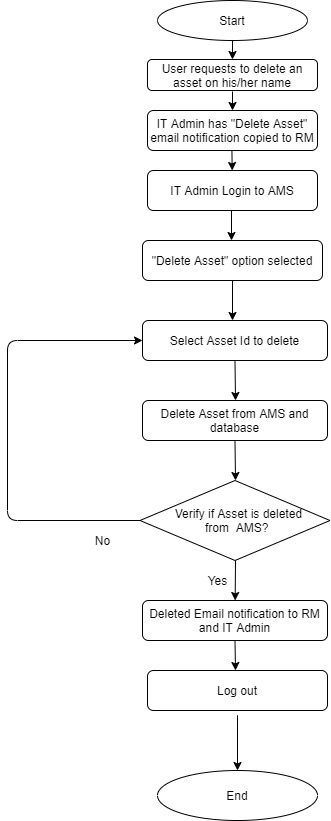 Start
User requests to delete an
asset on his/her name
IT Admin has "Delete Asset"
email notification copied to RM
IT Admin Login to AMS
"Delete Asset" option selected
Select Asset Id to delete
Delete Asset from AMS and
database
Verify if Asset is deleted
from AMS?
No
Yes
Deleted Email notification to RM
and IT Admin
Log out
End